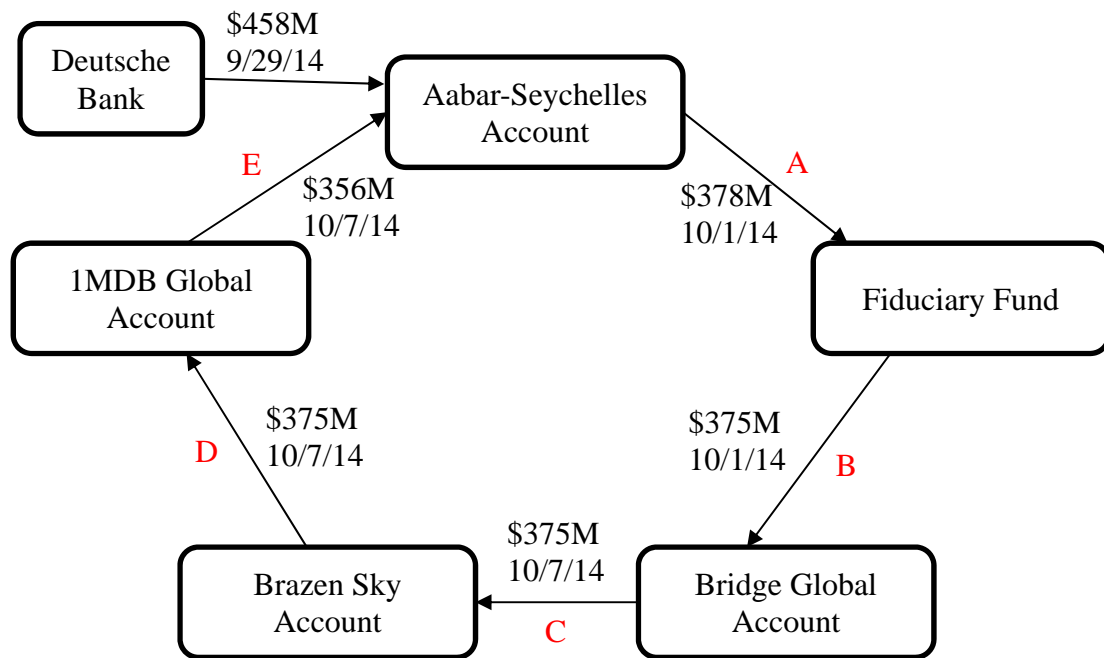 $458M
9/29/14
Deutsche
Bank
Aabar-Seychelles
Account
E
A
$356M
10/7/14
$378M
10/1/14
1MDB Global
Account
Fiduciary Fund
$375M
10/7/14
D
$375M
10/1/14
B
$375M
10/7/14
Brazen Sky
Account
C
Bridge Global
Account